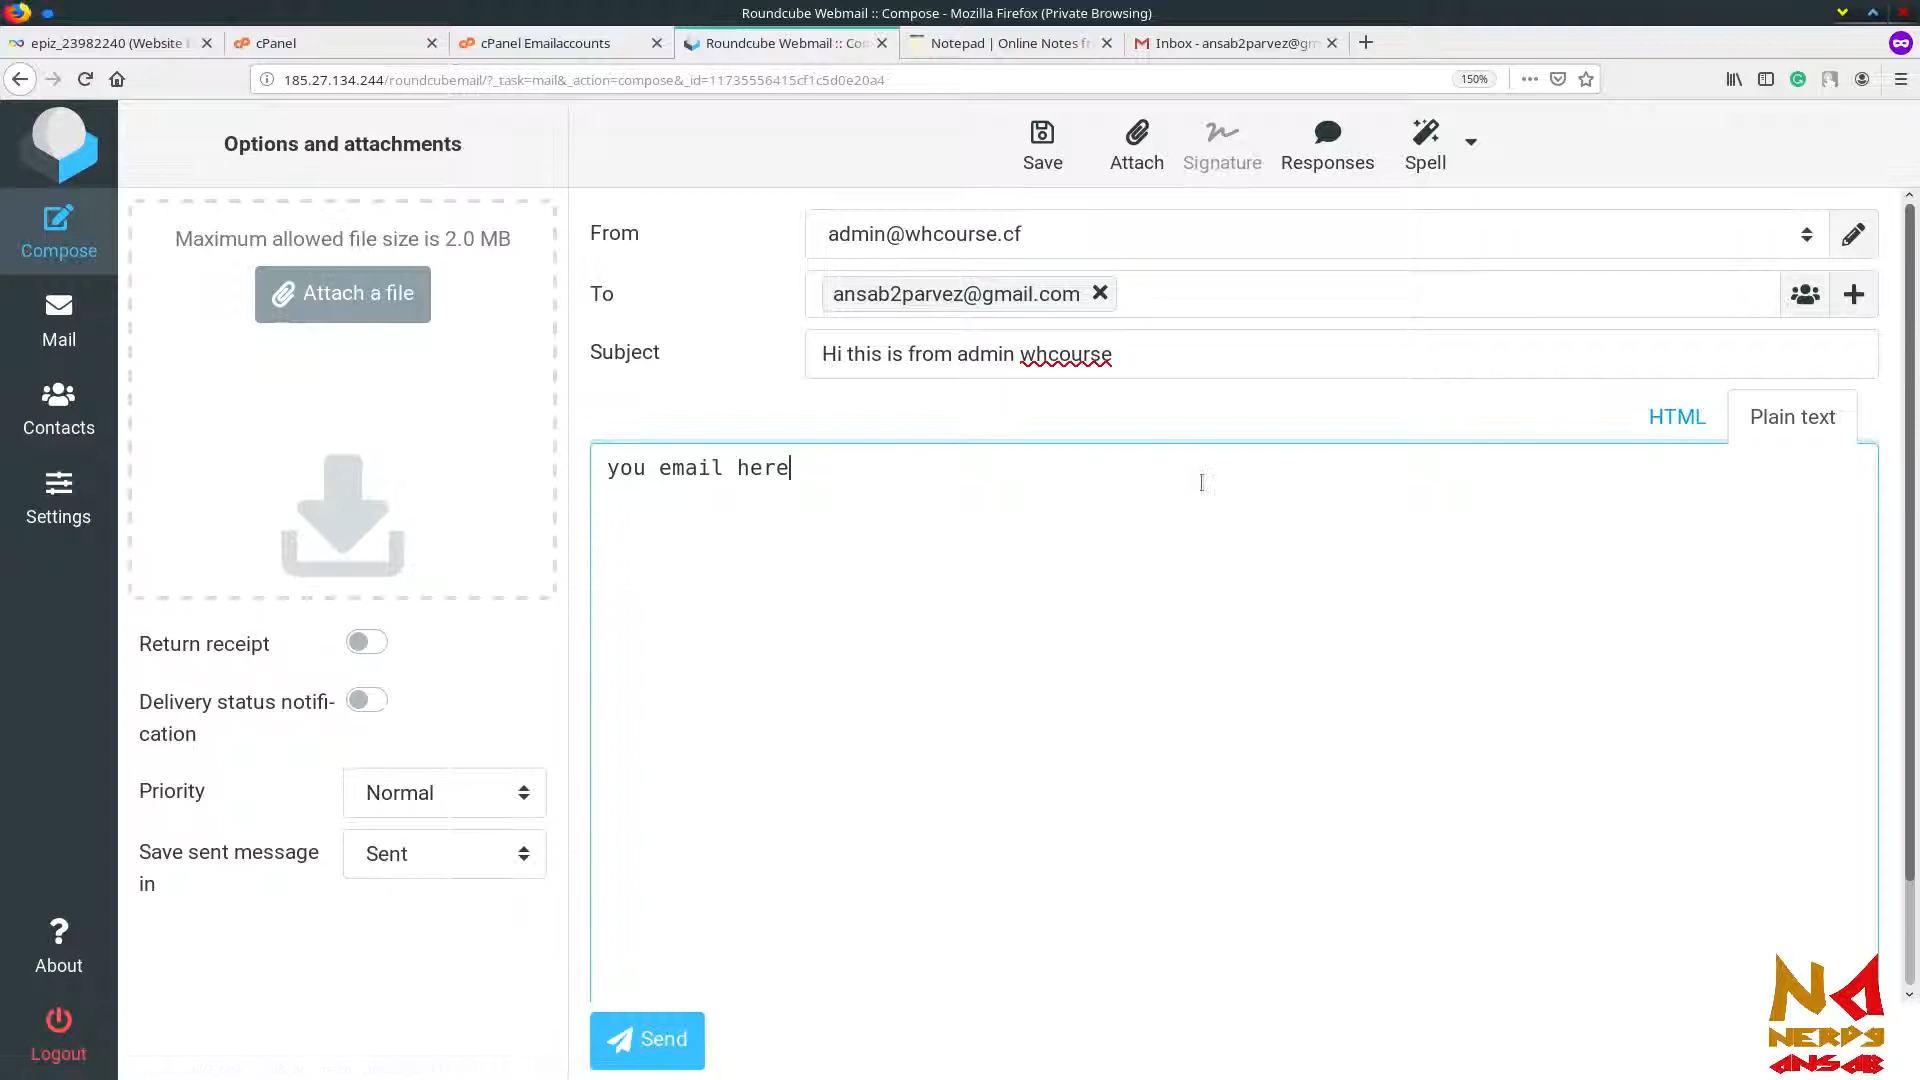 Roundcube Webmail :: Compose - Mozilla Firefox (Private Browsing)
epiz_23982240 (Website
cPanel
cPanel Emailaccounts
Roundcube Webmail :: Co
Notepad | Online Notes fr
Inbox - ansab2parvez@gm
185.27.134.244/roundcubemail/?_task=mail&_action=compose&_id=11735556415cf1c5d0e20a4
150%
Options and attachments
Save
Attach
Signature
Responses
Spell
Compose
Mail
Contacts
Settings
About
Logout
Maximum allowed file size is 2.0 MB
Attach a file
Return receipt
Delivery status notifi-
cation
Priority
Normal
Save sent message
in
Sent
From
admin@whcourse.cf
To
ansab2parvez@gmail.com
Subject
Hi this is from admin whcourse
HTML
Plain text
you email here
Send
NA
NERDY
ANSAB